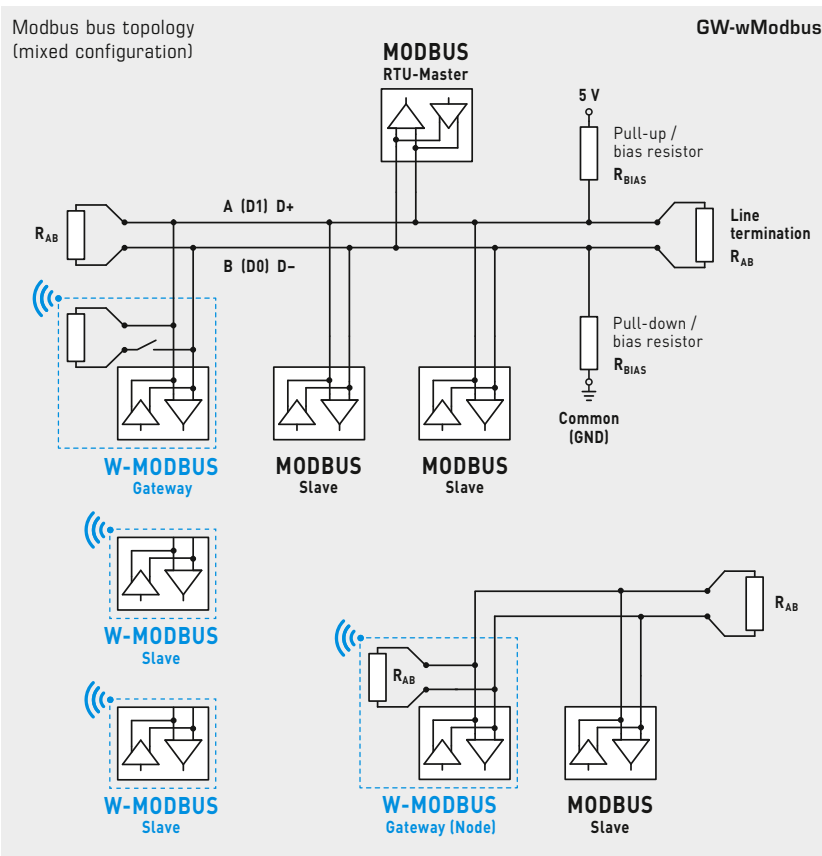 Modbus bus topology
(mixed configuration)
GW-wModbus
MODBUS
RTU-Master
5 V
Pull-up /
bias resistor
RBIAS
A (D1) D+
RAB
B (D0) D–
Line
termination
RAB
Pull-down /
bias resistor
RBIAS
Common
(GND)
W-MODBUS
Gateway
MODBUS
Slave
MODBUS
Slave
W-MODBUS
Slave
RAB
RAB
W-MODBUS
Slave
W-MODBUS
Gateway (Node)
MODBUS
Slave